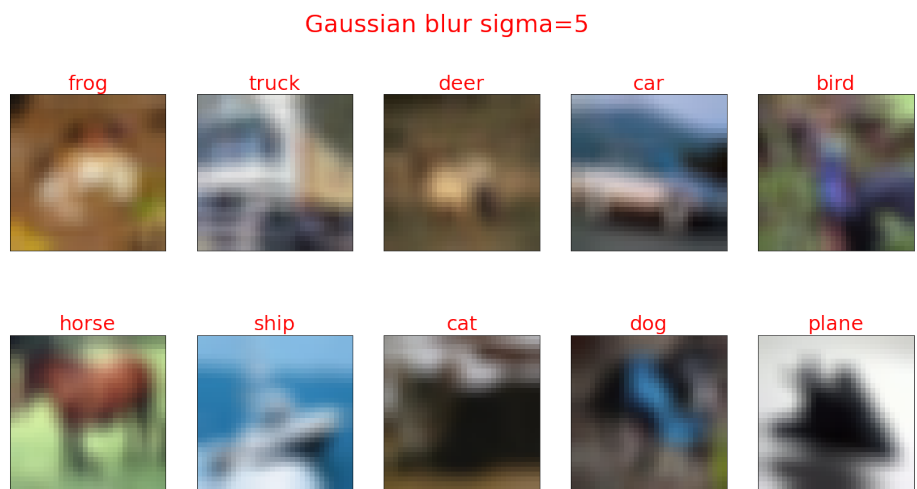 Gaussian blur sigma=5
frog truck deer car bird
horse ship cat dog plane